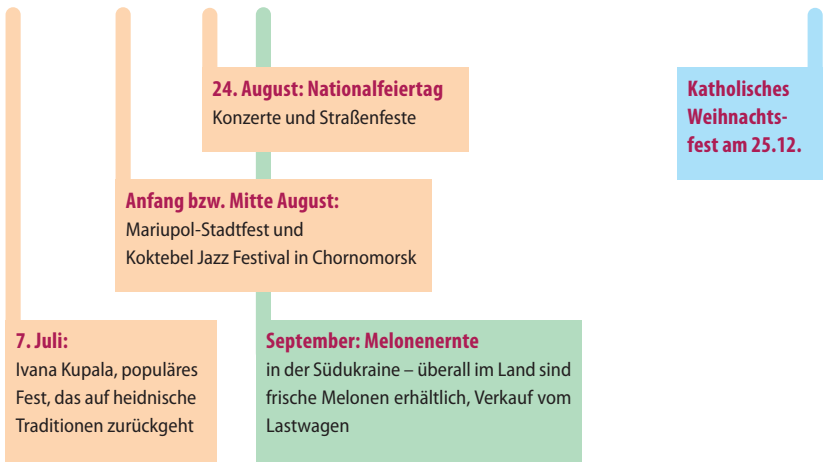 24. August: Nationalfeiertag
Konzerte und Straßenfeste
Katholisches
Weihnachts-
fest am 25.12.
Anfang bzw. Mitte August:
Mariupol-Stadtfest und
Koktebel Jazz Festival in Chornomorsk
7. Juli:
Ivana Kupala, populäres
Fest, das auf heidnische
Traditionen zurückgeht
September: Melonenernte
in der Südukraine – überall im Land sind
frische Melonen erhältlich, Verkauf vom
Lastwagen